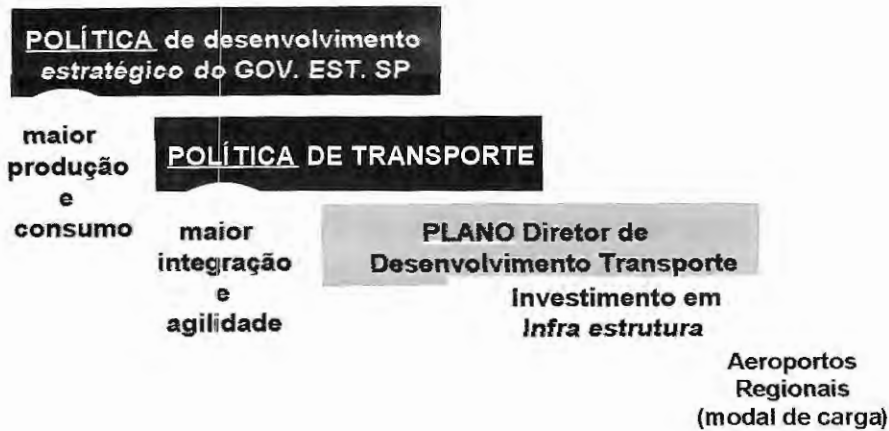 POLÍTICA de desenvolvimento
estratégico do GOV. EST. SP
maior
produção
e
consumo
POLÍTICA DE TRANSPORTE
maior
integração
e
agilidade
PLANO Diretor de
Desenvolvimento Transporte
Investimento em
Infra estrutura
Aeroportos
Regionais
(modal de carga)